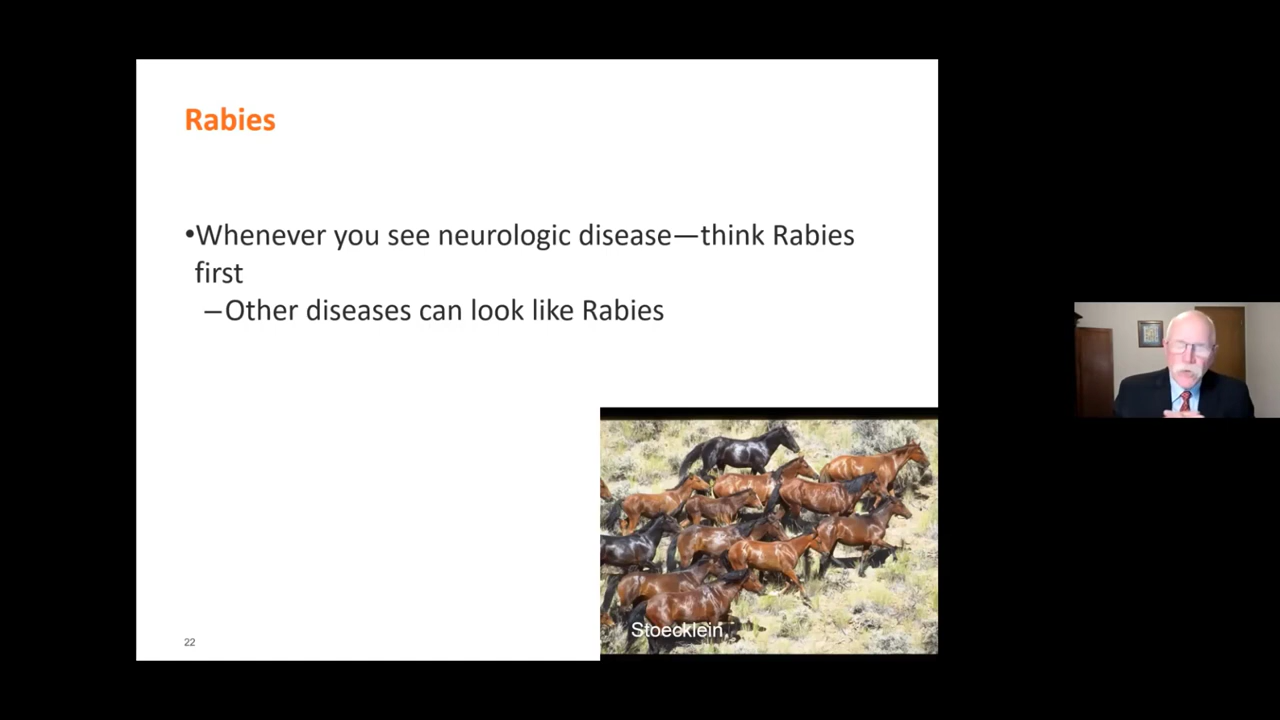 Rabies
•Whenever you see neurologic disease—think Rabies
first
–Other diseases can look like Rabies
Stoecklein.
22